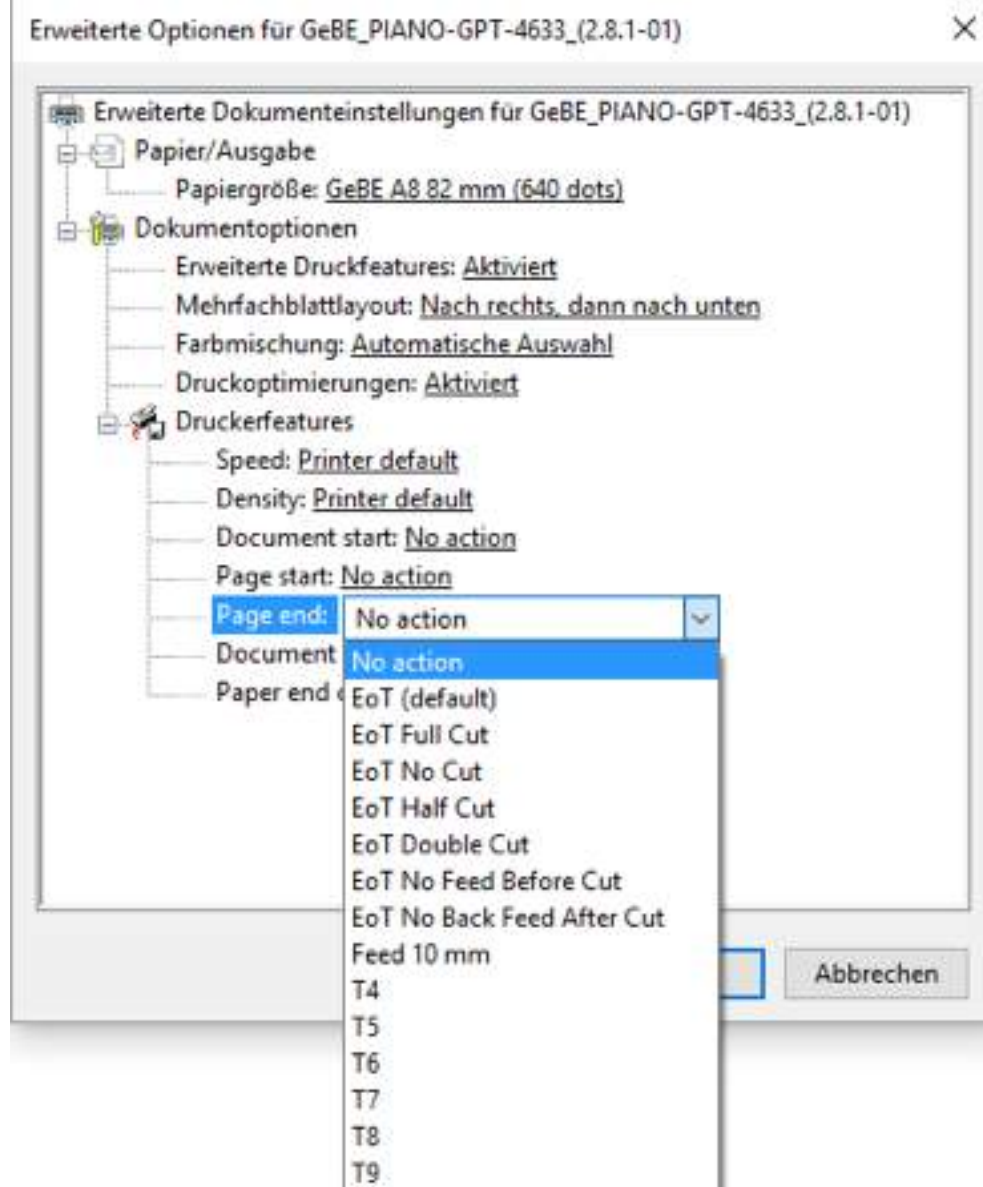 Erweiterte Optionen für GeBE_PIANO-GPT-4633_(2.8.1-01)
Erweiterte Dokumenteinstellungen für GeBE_PIANO-GPT-4633_(2.8.1-01)
Papier/Ausgabe
Papiergröße: GeBE A8 82 mm (640 dots)
Dokumentoptionen
Erweiterte Druckfeatures: Aktiviert
Mehrfachblattlayout: Nach rechts, dann nach unten
Farbmischung: Automatische Auswahl
Druckoptimierungen: Aktiviert
Druckerfeatures
Speed: Printer default
Density: Printer default
Document start: No action
Page start: No action
Page end: No action
Document
Paper end
No action
EoT (default)
EoT Full Cut
EoT No Cut
EoT Half Cut
EoT Double Cut
EoT No Feed Before Cut
EoT No Back Feed After Cut
Feed 10 mm
T4
T5
T6
T7
T8
T9
Abbrechen